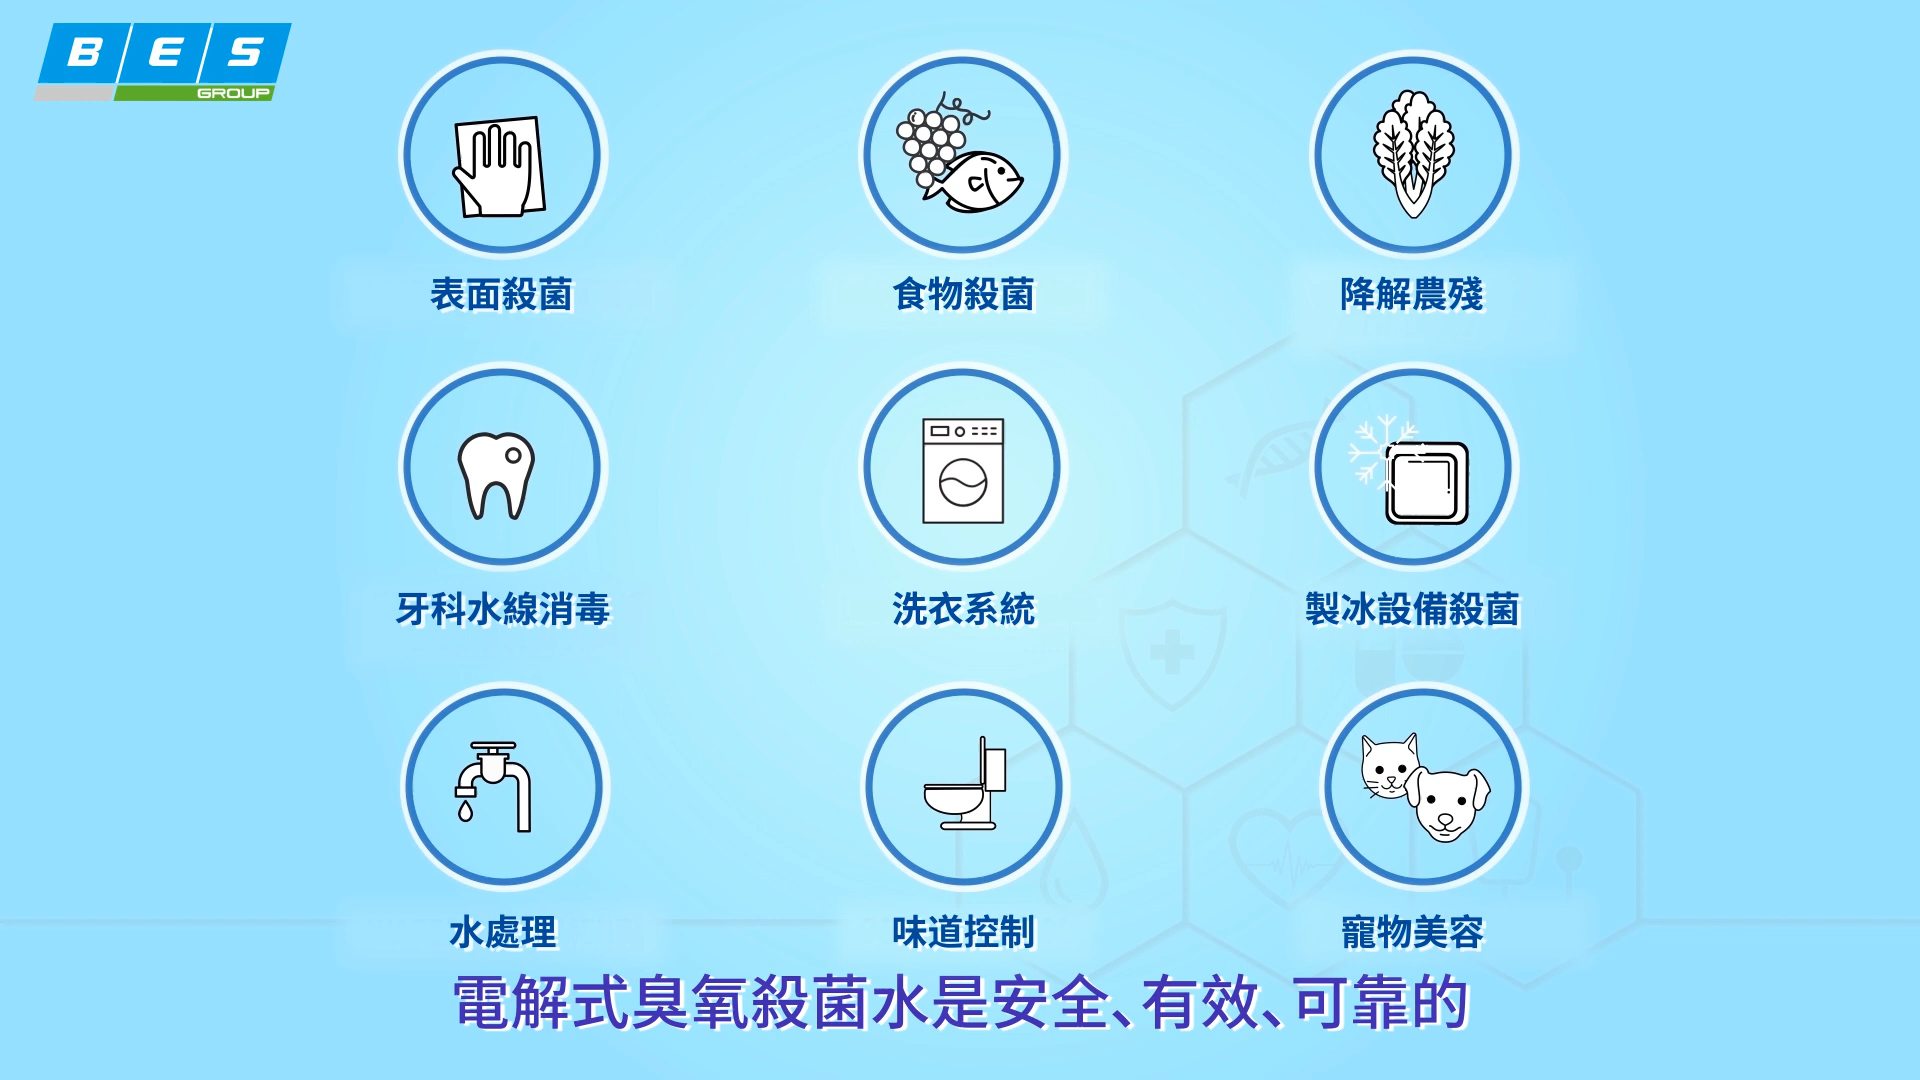 BES
GROUP
表面殺菌
食物殺菌
降解農殘
牙科水線消毒
洗衣系統
製冰設備殺菌
水處理
味道控制
寵物美容
電解式臭氧殺菌水是安全、有效、可靠的